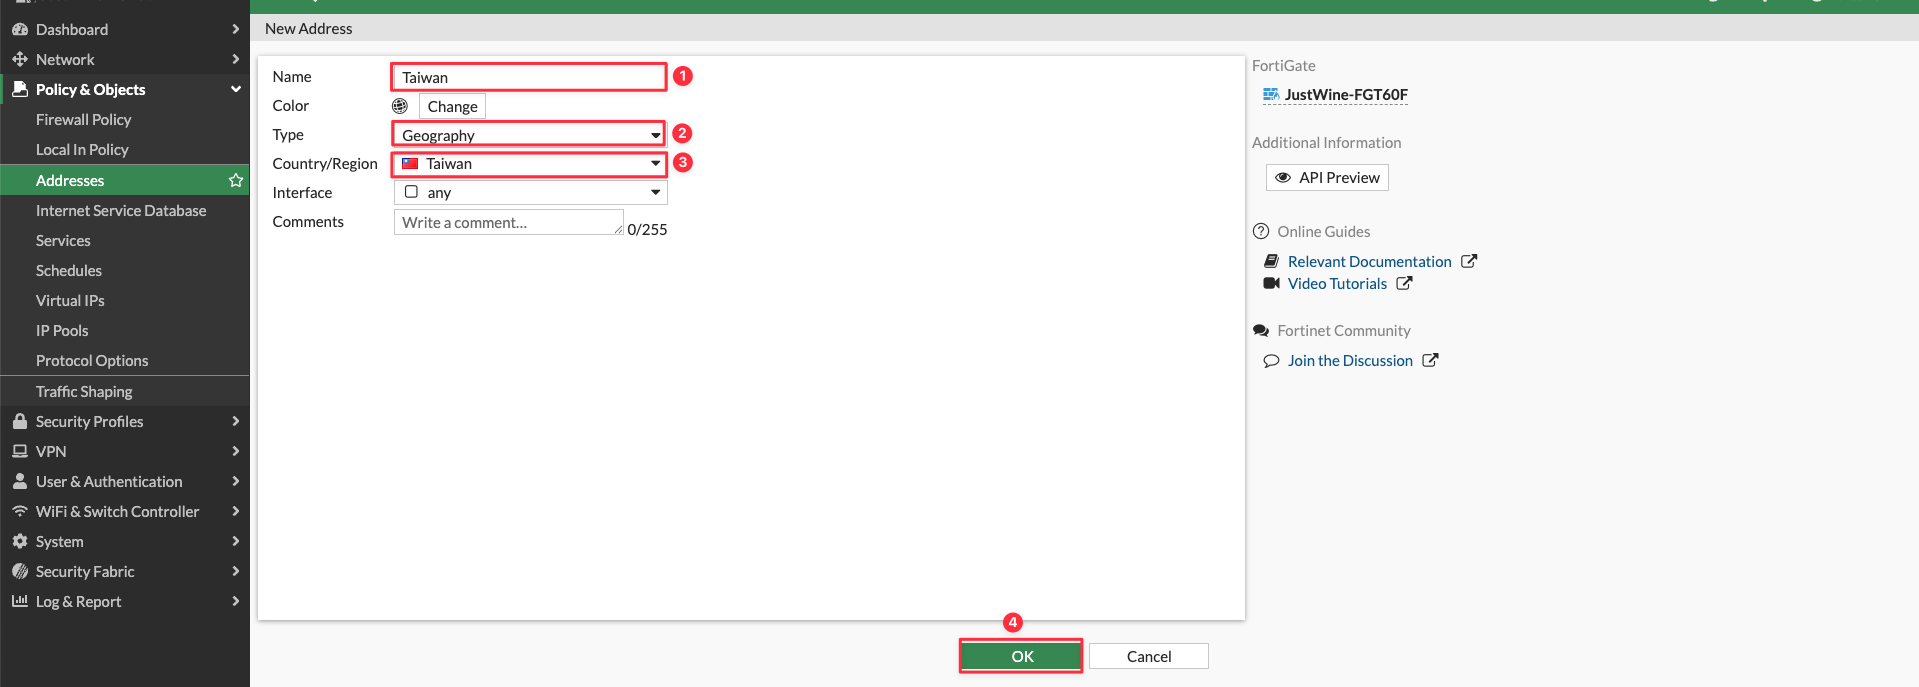 Dashboard
Network
Policy & Objects
Firewall Policy
Local In Policy
Addresses
Internet Service Database
Services
Schedules
Virtual IPs
IP Pools
Protocol Options
Traffic Shaping
Security Profiles
VPN
User & Authentication
WiFi & Switch Controller
System
Security Fabric
Log & Report
New Address
Name Taiwan 1
Color Change
Type Geography 2
Country/Region Taiwan 3
Interface any
Comments Write a comment... 0/255
4
OK Cancel
FortiGate
JustWine-FGT60F
Additional Information
API Preview
? Online Guides
Relevant Documentation
Video Tutorials
Fortinet Community
Join the Discussion